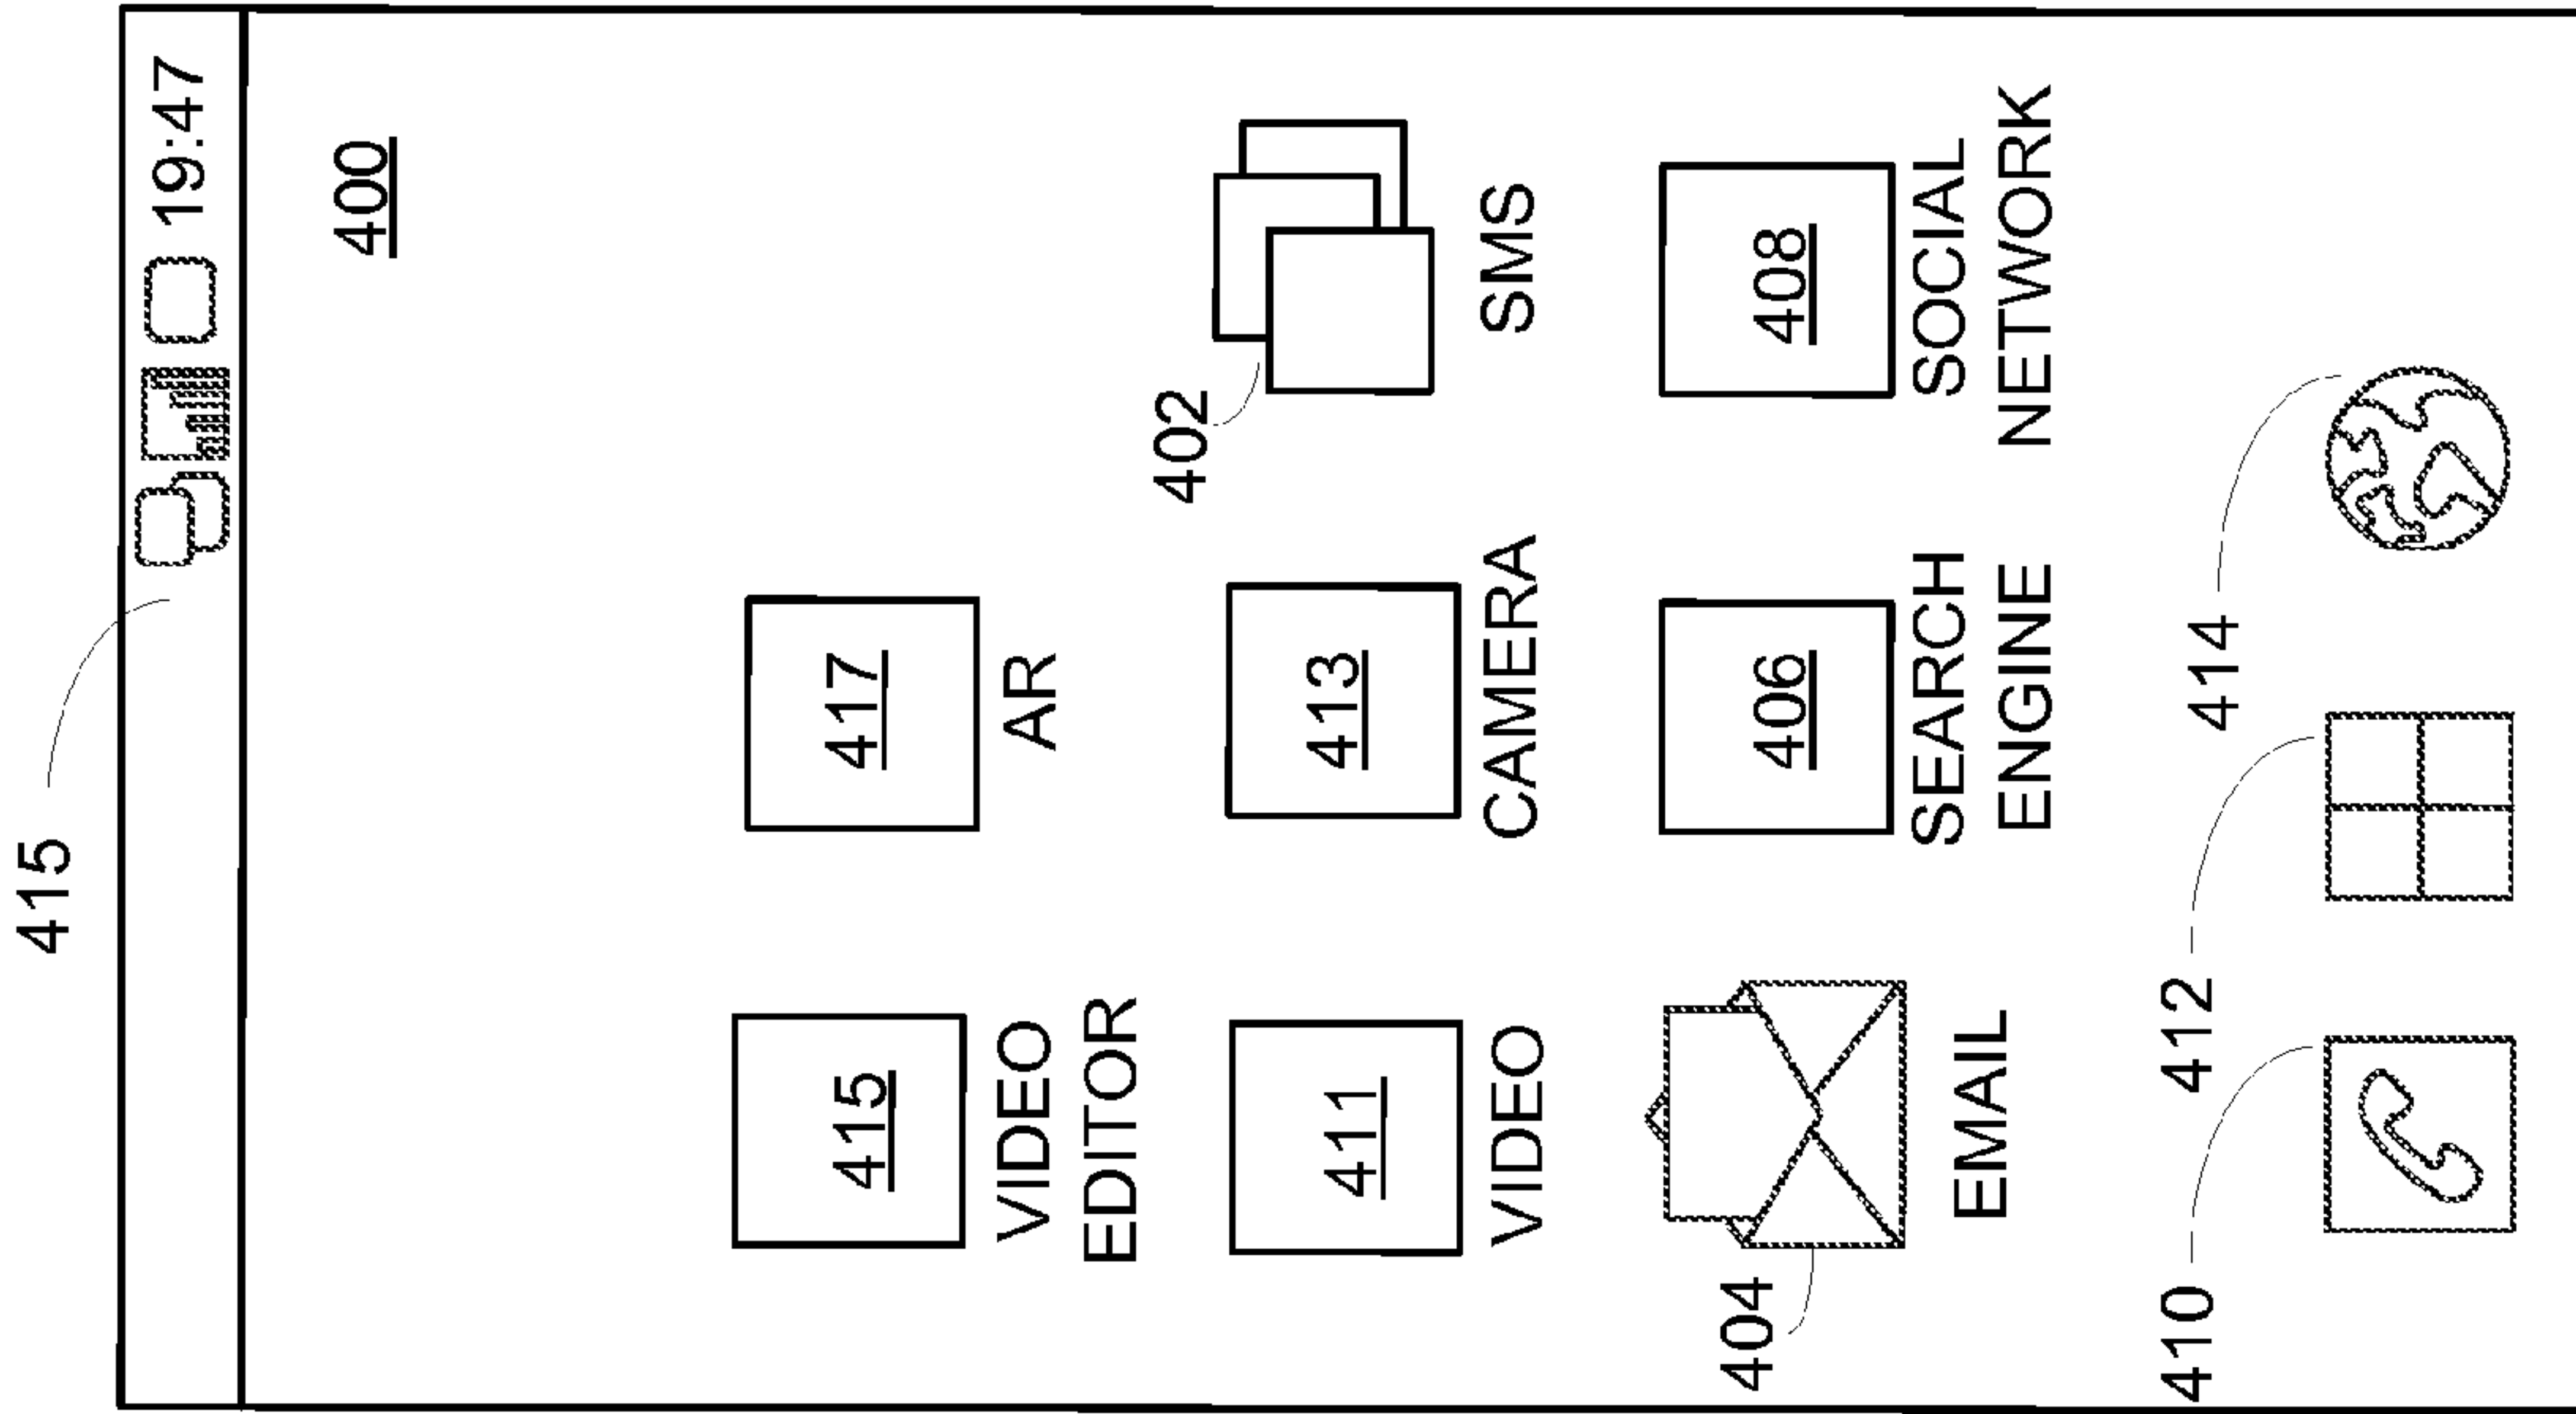 415
19:47
400
415
417
VIDEO
EDITOR
AR
402
411
413
VIDEO
CAMERA
SMS
404
406
408
EMAIL
SEARCH
ENGINE
SOCIAL
NETWORK
410
412
414